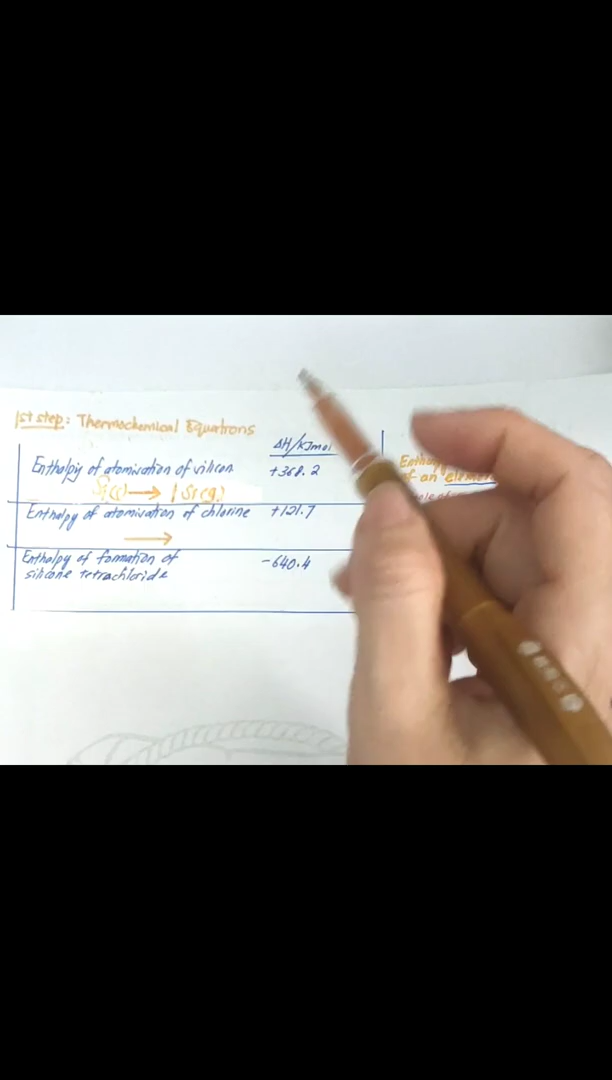 1st step: Thermochemical Equations
ΔH/kJmol
Enthalpy of atomisation of silicon +368.2
Si(s) → 1 Si(g)
Enthalpy of atomisation of chlorine +121.7
→
Enthalpy of formation of
silicone tetrachloride -640.4
of an element